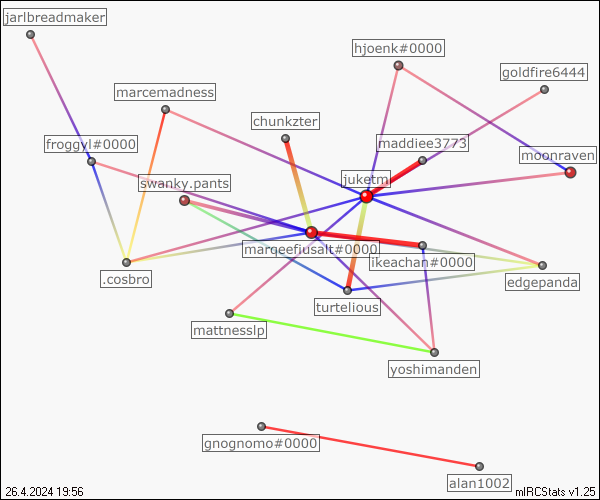 jarlbreadmaker
hjoenk#0000
goldfire6444
marcemadness
chunkzter
maddiee3773
froggyl#0000
moonraven
juketm
swanky.pants
marqeefusalt#0000
ikeachan#0000
.cosbro
edgepanda
turtelious
mattnesslp
yoshimanden
gnognomo#0000
alan1002
26.4.2024 19:56
mIRCStats v1.25